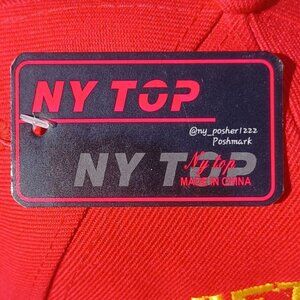 NY TOP
@ny_posher1222
Poshmark
NY TOP
Ny top
MADE IN CHINA